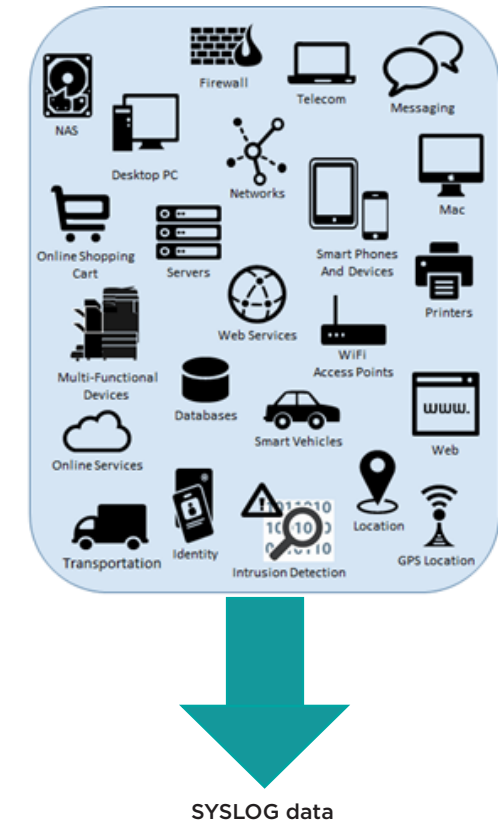 Firewall
Telecom
Messaging
NAS
Desktop PC
Networks
Mac
Online Shopping
Cart
Servers
Smart Phones
And Devices
Printers
Web Services
WiFi
Access Points
Multi-Functional
Devices
Databases
Smart Vehicles
www.
Web
Online Services
Location
Transportation
Identity
011010
Intrusion Detection
GPS Location
SYSLOG data